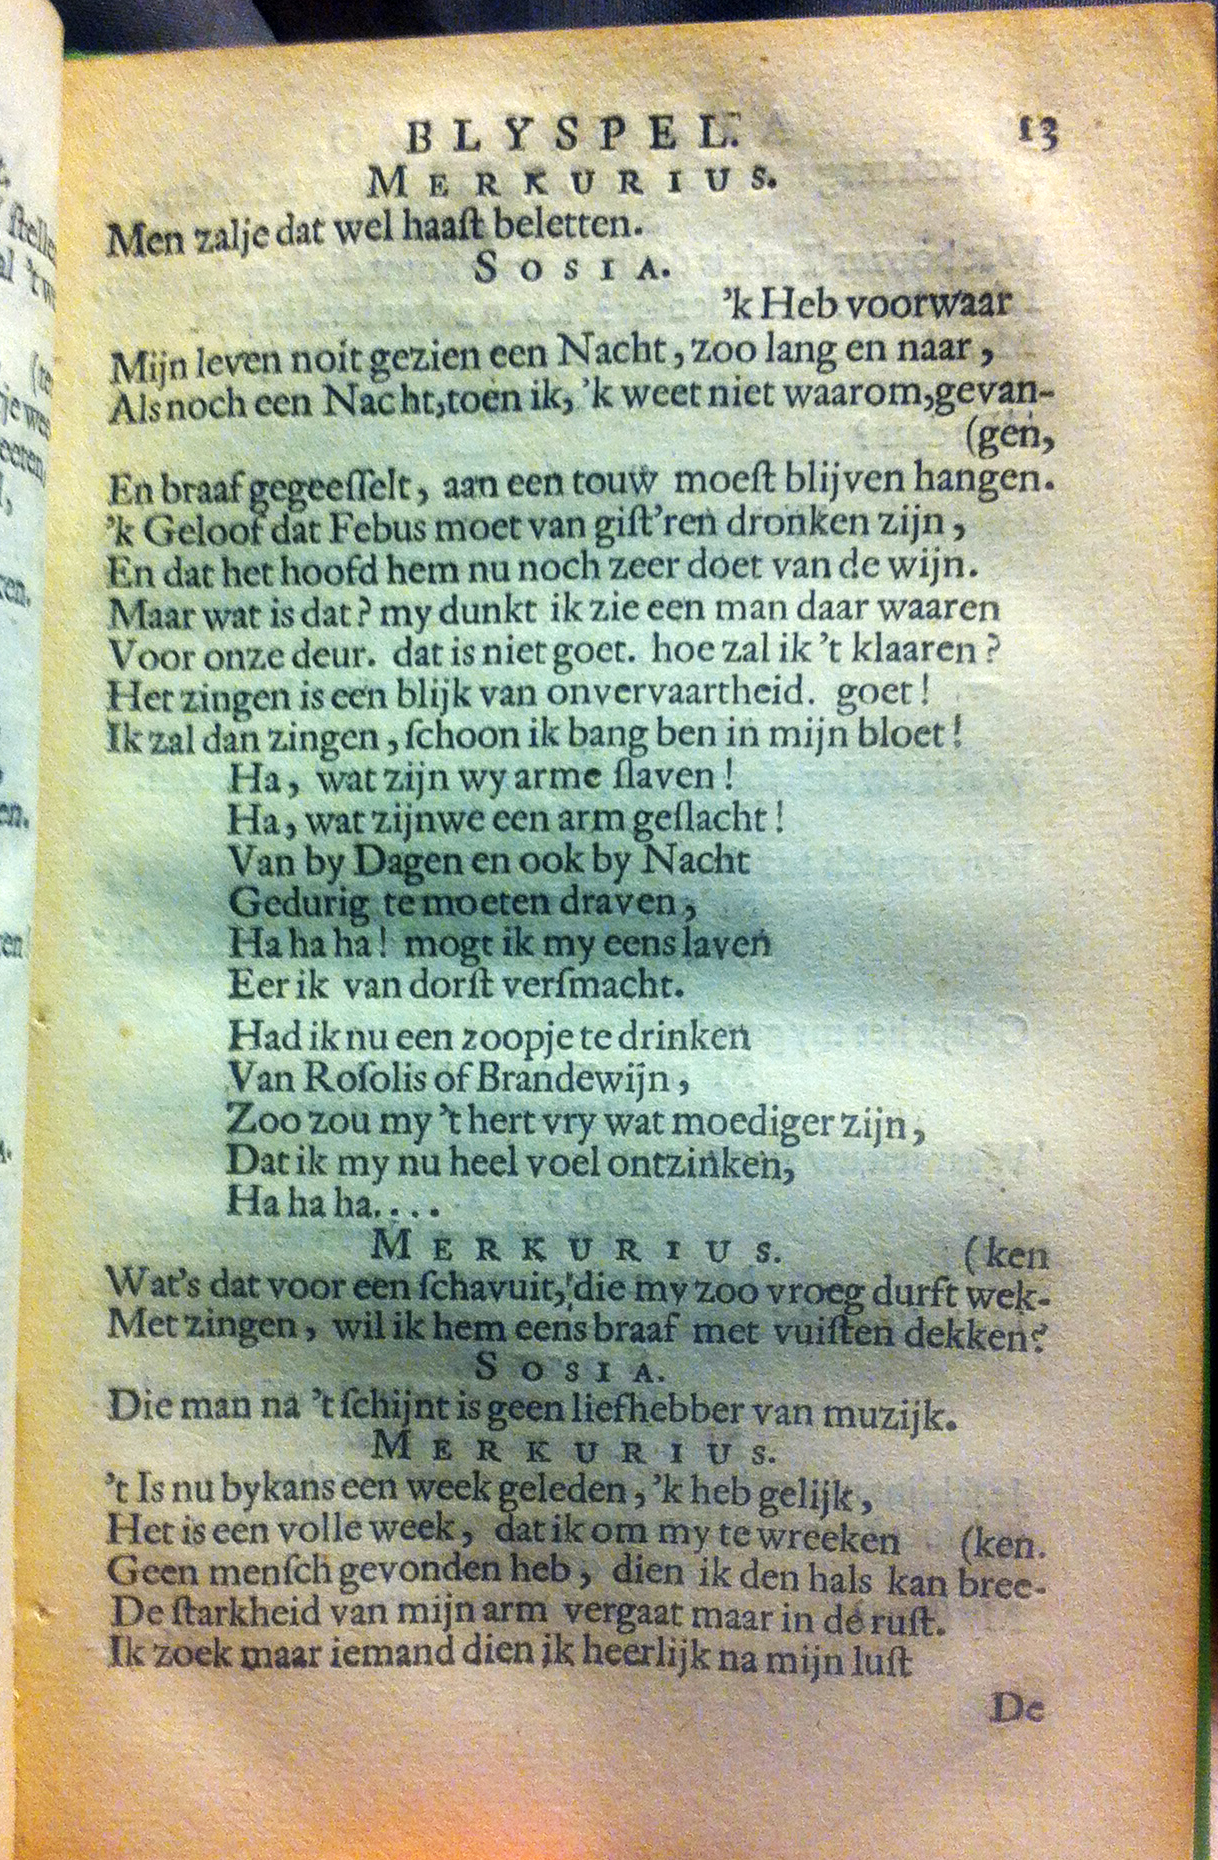 BLYSPEL. 13
MERKURIUS.
Men zalje dat wel haaſt beletten.
SOSIA.
'k Heb voorwaar
Mijn leven noit gezien een Nacht, zoo lang en naar,
Als noch een Nacht, toen ik, 'k weet niet waarom, gevan-
(gen,
En braaf gegeeſſelt, aan een touw moeſt blijven hangen.
'k Geloof dat Febus moet van giſt'ren dronken zijn,
En dat het hoofd hem nu noch zeer doet van de wijn.
Maar wat is dat? my dunkt ik zie een man daar waaren
Voor onze deur. dat is niet goet. hoe zal ik 't klaaren?
Het zingen is een blijk van onvervaartheid. goet!
Ik zal dan zingen, ſchoon ik bang ben in mijn bloet!
Ha, wat zijn wy arme ſlaven!
Ha, wat zijnwe een arm geſlacht!
Van by Dagen en ook by Nacht
Gedurig te moeten draven,
Ha ha ha! mogt ik my eens laven
Eer ik van dorſt verſmacht.
Had ik nu een zoopje te drinken
Van Roſolis of Brandewijn,
Zoo zou my 't hert vry wat moediger zijn,
Dat ik my nu heel voel ontzinken,
Ha ha ha....
MERKURIUS. (ken
Wat's dat voor een ſchavuit, die my zoo vroeg durft wek-
Met zingen, wil ik hem eens braaf met vuiſten dekken?
SOSIA.
Die man na 't ſchijnt is geen liefhebber van muzijk.
MERKURIUS.
't Is nu bykans een week geleden, 'k heb gelijk,
Het is een volle week, dat ik om my te wreeken (ken.
Geen menſch gevonden heb, dien ik den hals kan bree-
De ſtarkheid van mijn arm vergaat maar in de ruſt.
Ik zoek maar iemand dien ik heerlijk na mijn luſt
De